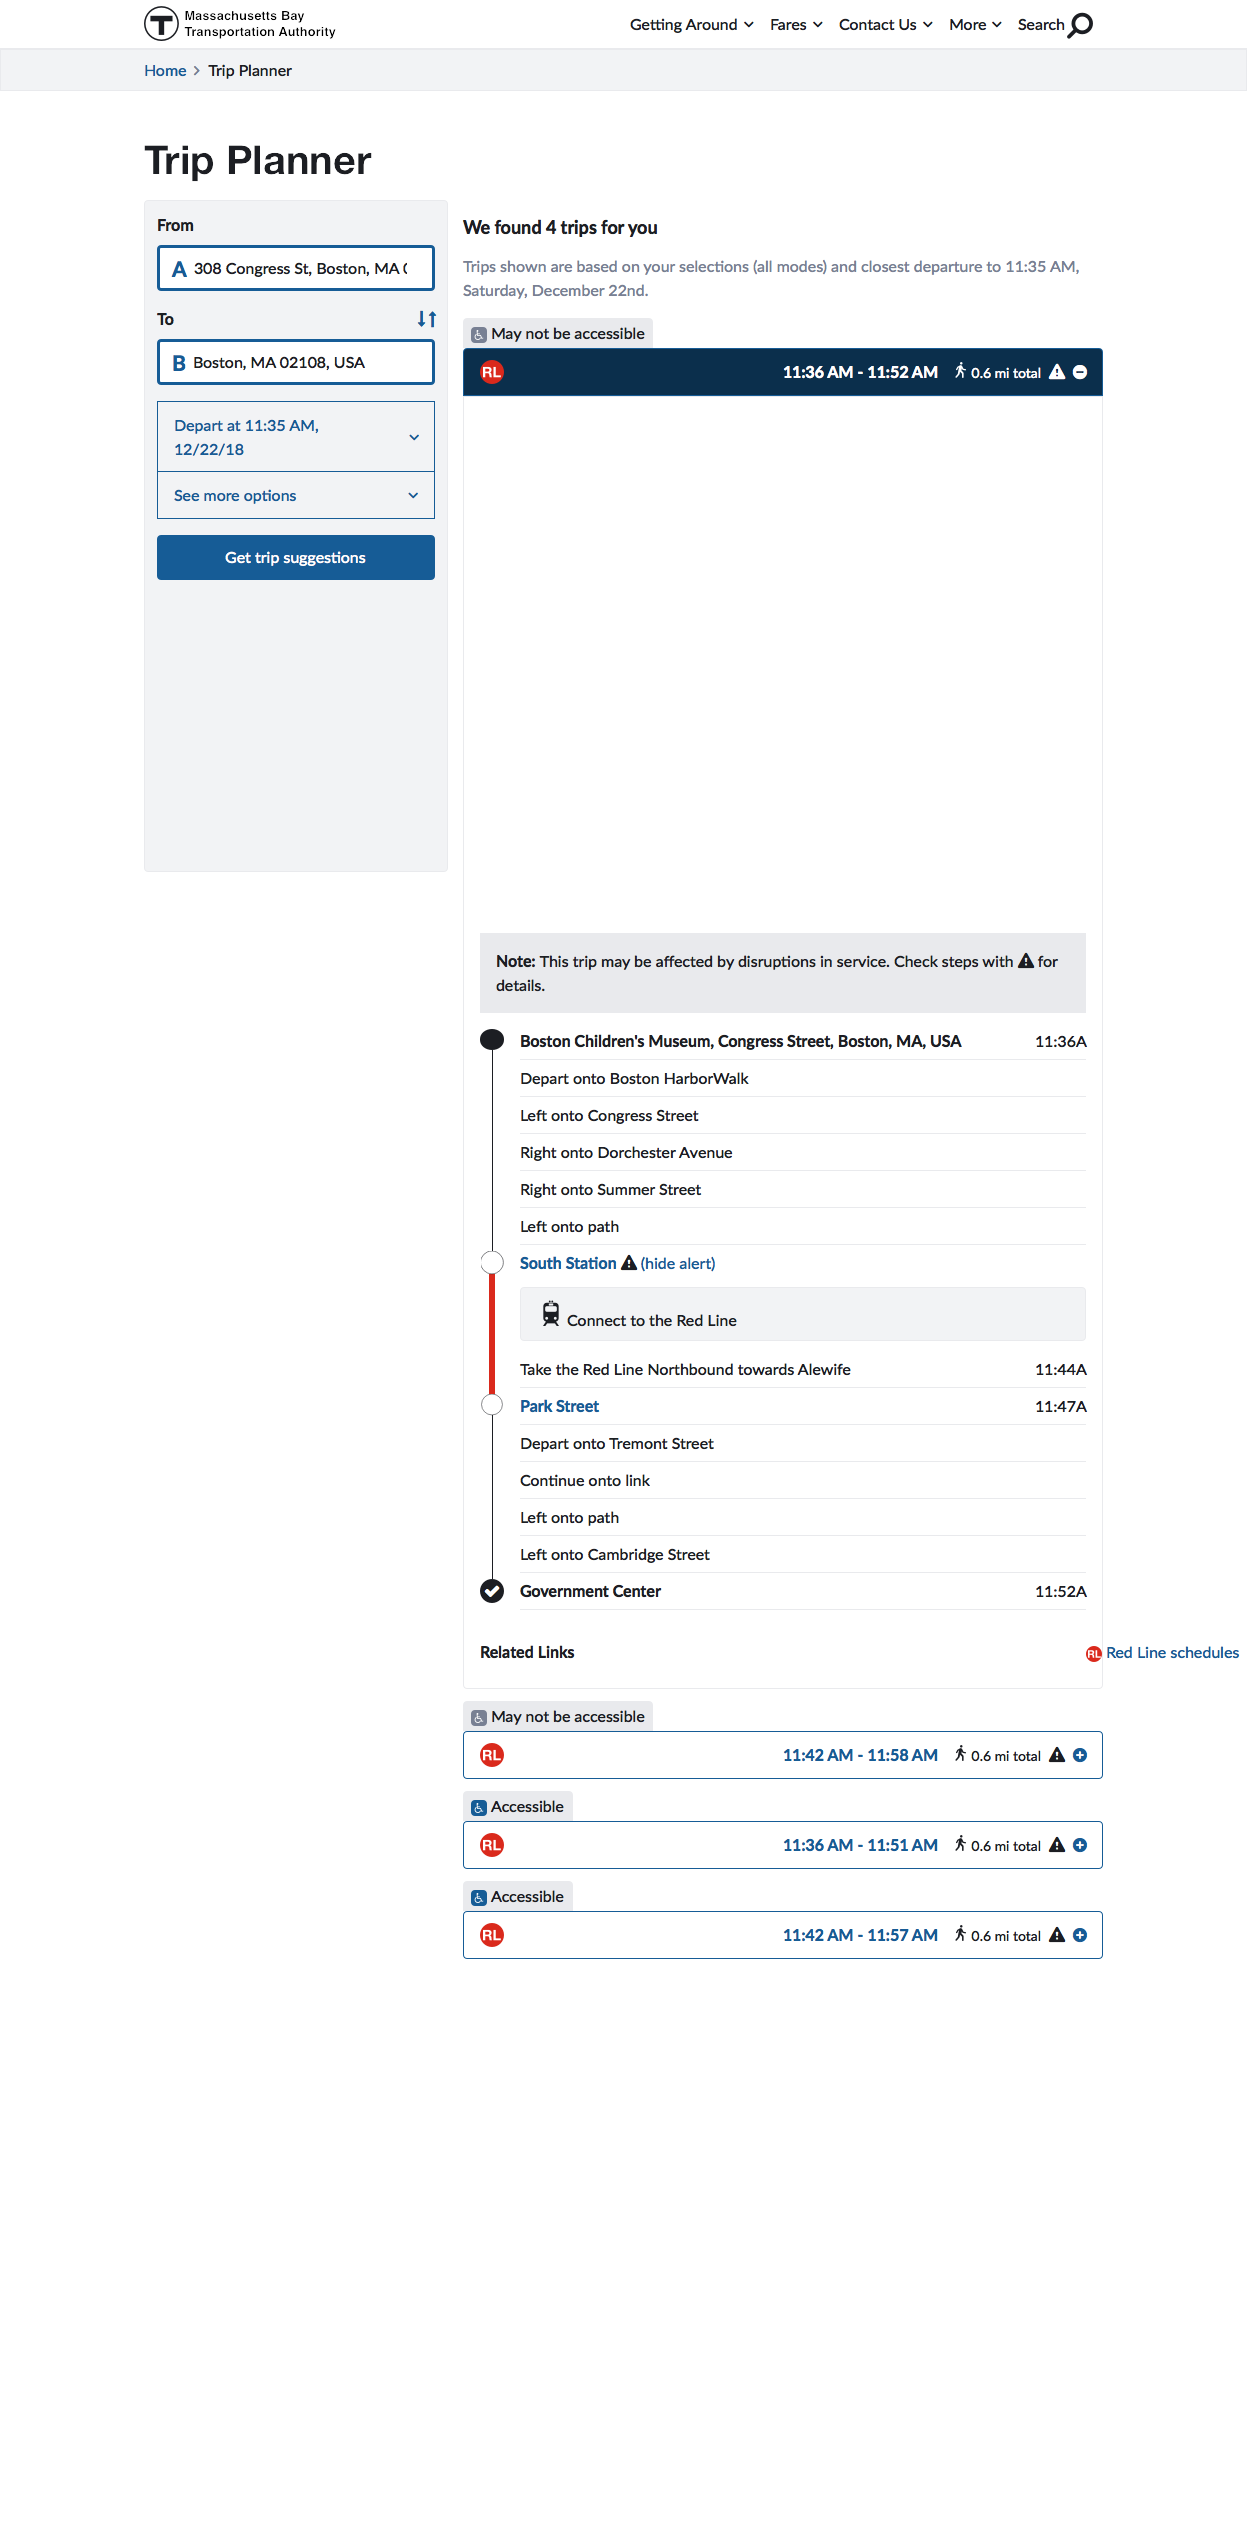 T Massachusetts Bay
Transportation Authority
Getting Around Fares Contact Us More Search
Home > Trip Planner
Trip Planner
From
A 308 Congress St, Boston, MA
To
B Boston, MA 02108, USA
Depart at 11:35 AM,
12/22/18
See more options
Get trip suggestions
We found 4 trips for you
Trips shown are based on your selections (all modes) and closest departure to 11:35 AM,
Saturday, December 22nd.
May not be accessible
RL 11:36 AM - 11:52 AM 0.6 mi total
Note: This trip may be affected by disruptions in service. Check steps with for
details.
Boston Children's Museum, Congress Street, Boston, MA, USA 11:36A
Depart onto Boston HarborWalk
Left onto Congress Street
Right onto Dorchester Avenue
Right onto Summer Street
Left onto path
South Station (hide alert)
Connect to the Red Line
Take the Red Line Northbound towards Alewife 11:44A
Park Street 11:47A
Depart onto Tremont Street
Continue onto link
Left onto path
Left onto Cambridge Street
Government Center 11:52A
Related Links RL Red Line schedules
May not be accessible
RL 11:42 AM - 11:58 AM 0.6 mi total
Accessible
RL 11:36 AM - 11:51 AM 0.6 mi total
Accessible
RL 11:42 AM - 11:57 AM 0.6 mi total